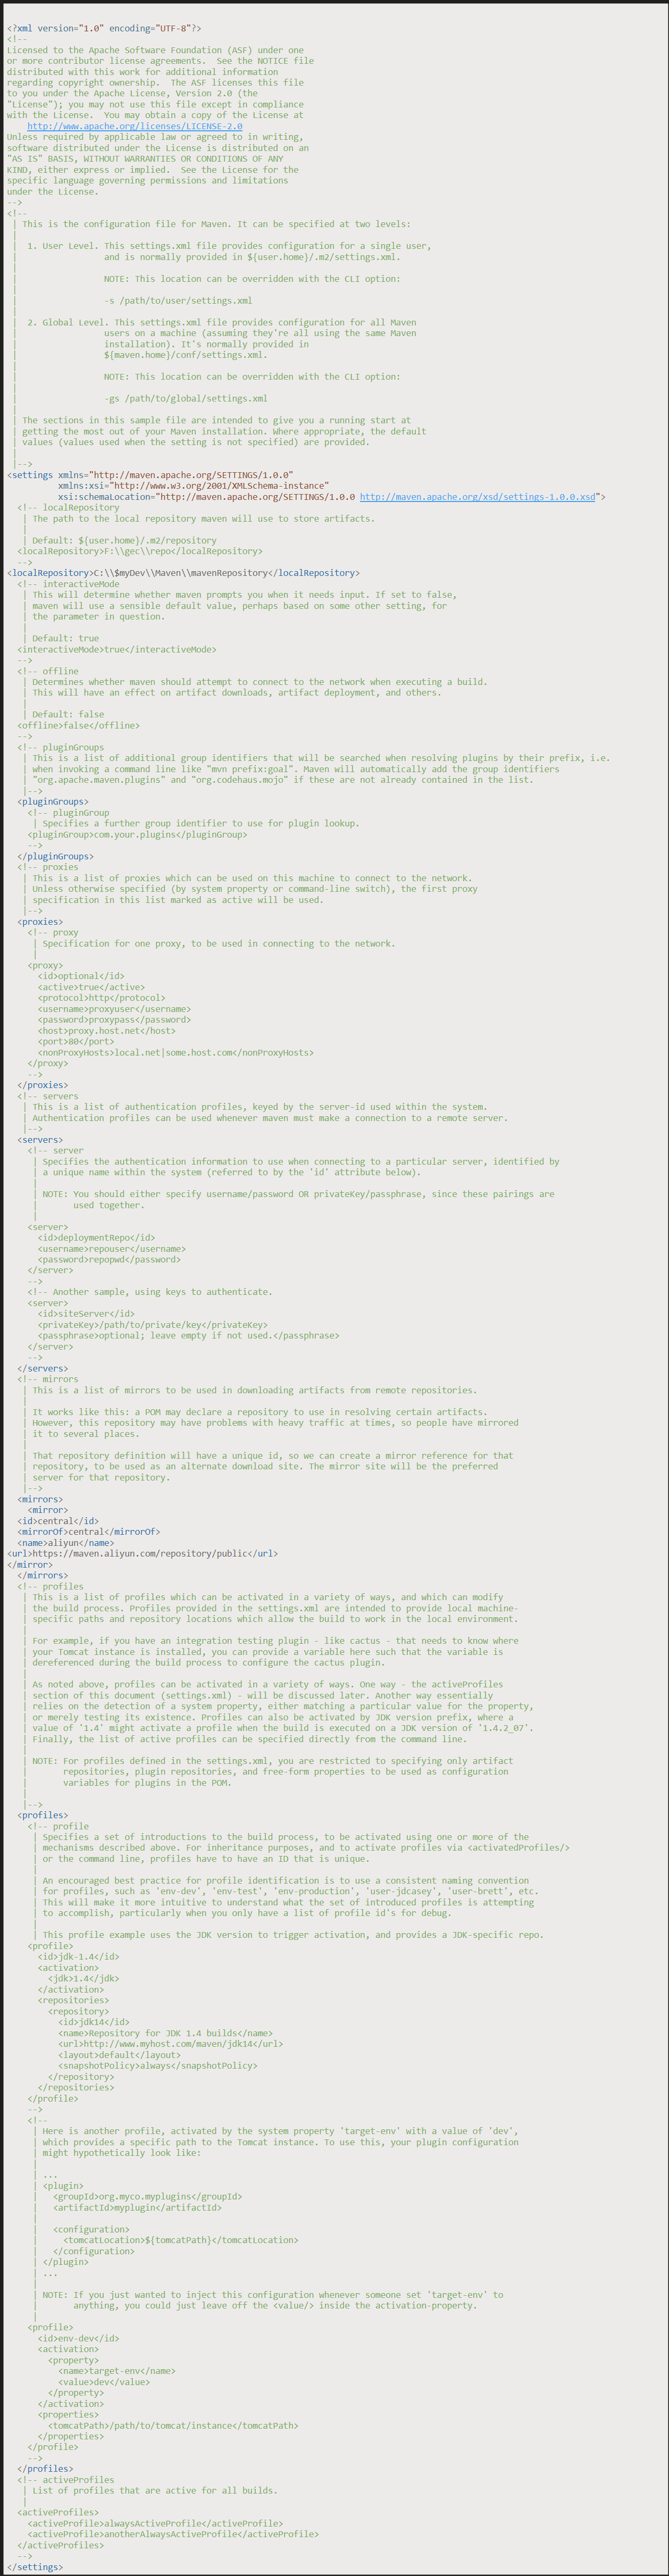 <?xml version="1.0" encoding="UTF-8"?>
<!--
Licensed to the Apache Software Foundation (ASF) under one
or more contributor license agreements.  See the NOTICE file
distributed with this work for additional information
regarding copyright ownership.  The ASF licenses this file
to you under the Apache License, Version 2.0 (the
"License"); you may not use this file except in compliance
with the License.  You may obtain a copy of the License at
    http://www.apache.org/licenses/LICENSE-2.0
Unless required by applicable law or agreed to in writing,
software distributed under the License is distributed on an
"AS IS" BASIS, WITHOUT WARRANTIES OR CONDITIONS OF ANY
KIND, either express or implied.  See the License for the
specific language governing permissions and limitations
under the License.
-->
<!--
 | This is the configuration file for Maven. It can be specified at two levels:
 |
 |  1. User Level. This settings.xml file provides configuration for a single user,
 |                 and is normally provided in ${user.home}/.m2/settings.xml.
 |
 |                 NOTE: This location can be overridden with the CLI option:
 |
 |                 -s /path/to/user/settings.xml
 |
 |  2. Global Level. This settings.xml file provides configuration for all Maven
 |                 users on a machine (assuming they're all using the same Maven
 |                 installation). It's normally provided in
 |                 ${maven.home}/conf/settings.xml.
 |
 |                 NOTE: This location can be overridden with the CLI option:
 |
 |                 -gs /path/to/global/settings.xml
 |
 | The sections in this sample file are intended to give you a running start at
 | getting the most out of your Maven installation. Where appropriate, the default
 | values (values used when the setting is not specified) are provided.
 |
 |-->
<settings xmlns="http://maven.apache.org/SETTINGS/1.0.0"
          xmlns:xsi="http://www.w3.org/2001/XMLSchema-instance"
          xsi:schemaLocation="http://maven.apache.org/SETTINGS/1.0.0 http://maven.apache.org/xsd/settings-1.0.0.xsd">
  <!-- localRepository
   | The path to the local repository maven will use to store artifacts.
   |
   | Default: ${user.home}/.m2/repository
  <localRepository>F:\\gec\\repo</localRepository>
  -->
<localRepository>C:\\$myDev\\Maven\\mavenRepository</localRepository>
  <!-- interactiveMode
   | This will determine whether maven prompts you when it needs input. If set to false,
   | maven will use a sensible default value, perhaps based on some other setting, for
   | the parameter in question.
   |
   | Default: true
  <interactiveMode>true</interactiveMode>
  -->
  <!-- offline
   | Determines whether maven should attempt to connect to the network when executing a build.
   | This will have an effect on artifact downloads, artifact deployment, and others.
   |
   | Default: false
  <offline>false</offline>
  -->
  <!-- pluginGroups
   | This is a list of additional group identifiers that will be searched when resolving plugins by their prefix, i.e.
   | when invoking a command line like "mvn prefix:goal". Maven will automatically add the group identifiers
   | "org.apache.maven.plugins" and "org.codehaus.mojo" if these are not already contained in the list.
   |-->
  <pluginGroups>
    <!-- pluginGroup
     | Specifies a further group identifier to use for plugin lookup.
    <pluginGroup>com.your.plugins</pluginGroup>
    -->
  </pluginGroups>
  <!-- proxies
   | This is a list of proxies which can be used on this machine to connect to the network.
   | Unless otherwise specified (by system property or command-line switch), the first proxy
   | specification in this list marked as active will be used.
   |-->
  <proxies>
    <!-- proxy
     | Specification for one proxy, to be used in connecting to the network.
     |
    <proxy>
      <id>optional</id>
      <active>true</active>
      <protocol>http</protocol>
      <username>proxyuser</username>
      <password>proxypass</password>
      <host>proxy.host.net</host>
      <port>80</port>
      <nonProxyHosts>local.net|some.host.com</nonProxyHosts>
    </proxy>
    -->
  </proxies>
  <!-- servers
   | This is a list of authentication profiles, keyed by the server-id used within the system.
   | Authentication profiles can be used whenever maven must make a connection to a remote server.
   |-->
  <servers>
    <!-- server
     | Specifies the authentication information to use when connecting to a particular server, identified by
     | a unique name within the system (referred to by the 'id' attribute below).
     |
     | NOTE: You should either specify username/password OR privateKey/passphrase, since these pairings are
     |       used together.
     |
    <server>
      <id>deploymentRepo</id>
      <username>repouser</username>
      <password>repopwd</password>
    </server>
    -->
    <!-- Another sample, using keys to authenticate.
    <server>
      <id>siteServer</id>
      <privateKey>/path/to/private/key</privateKey>
      <passphrase>optional; leave empty if not used.</passphrase>
    </server>
    -->
  </servers>
  <!-- mirrors
   | This is a list of mirrors to be used in downloading artifacts from remote repositories.
   |
   | It works like this: a POM may declare a repository to use in resolving certain artifacts.
   | However, this repository may have problems with heavy traffic at times, so people have mirrored
   | it to several places.
   |
   | That repository definition will have a unique id, so we can create a mirror reference for that
   | repository, to be used as an alternate download site. The mirror site will be the preferred
   | server for that repository.
   |-->
  <mirrors>
    <mirror>
  <id>central</id>
  <mirrorOf>central</mirrorOf>
  <name>aliyun</name>
<url>https://maven.aliyun.com/repository/public</url>
</mirror>
  </mirrors>
  <!-- profiles
   | This is a list of profiles which can be activated in a variety of ways, and which can modify
   | the build process. Profiles provided in the settings.xml are intended to provide local machine-
   | specific paths and repository locations which allow the build to work in the local environment.
   |
   | For example, if you have an integration testing plugin - like cactus - that needs to know where
   | your Tomcat instance is installed, you can provide a variable here such that the variable is
   | dereferenced during the build process to configure the cactus plugin.
   |
   | As noted above, profiles can be activated in a variety of ways. One way - the activeProfiles
   | section of this document (settings.xml) - will be discussed later. Another way essentially
   | relies on the detection of a system property, either matching a particular value for the property,
   | or merely testing its existence. Profiles can also be activated by JDK version prefix, where a
   | value of '1.4' might activate a profile when the build is executed on a JDK version of '1.4.2_07'.
   | Finally, the list of active profiles can be specified directly from the command line.
   |
   | NOTE: For profiles defined in the settings.xml, you are restricted to specifying only artifact
   |       repositories, plugin repositories, and free-form properties to be used as configuration
   |       variables for plugins in the POM.
   |
   |-->
  <profiles>
    <!-- profile
     | Specifies a set of introductions to the build process, to be activated using one or more of the
     | mechanisms described above. For inheritance purposes, and to activate profiles via <activatedProfiles/>
     | or the command line, profiles have to have an ID that is unique.
     |
     | An encouraged best practice for profile identification is to use a consistent naming convention
     | for profiles, such as 'env-dev', 'env-test', 'env-production', 'user-jdcasey', 'user-brett', etc.
     | This will make it more intuitive to understand what the set of introduced profiles is attempting
     | to accomplish, particularly when you only have a list of profile id's for debug.
     |
     | This profile example uses the JDK version to trigger activation, and provides a JDK-specific repo.
    <profile>
      <id>jdk-1.4</id>
      <activation>
        <jdk>1.4</jdk>
      </activation>
      <repositories>
        <repository>
          <id>jdk14</id>
          <name>Repository for JDK 1.4 builds</name>
          <url>http://www.myhost.com/maven/jdk14</url>
          <layout>default</layout>
          <snapshotPolicy>always</snapshotPolicy>
        </repository>
      </repositories>
    </profile>
    -->
    <!--
     | Here is another profile, activated by the system property 'target-env' with a value of 'dev',
     | which provides a specific path to the Tomcat instance. To use this, your plugin configuration
     | might hypothetically look like:
     |
     | ...
     | <plugin>
     |   <groupId>org.myco.myplugins</groupId>
     |   <artifactId>myplugin</artifactId>
     |
     |   <configuration>
     |     <tomcatLocation>${tomcatPath}</tomcatLocation>
     |   </configuration>
     | </plugin>
     | ...
     |
     | NOTE: If you just wanted to inject this configuration whenever someone set 'target-env' to
     |       anything, you could just leave off the <value/> inside the activation-property.
     |
    <profile>
      <id>env-dev</id>
      <activation>
        <property>
          <name>target-env</name>
          <value>dev</value>
        </property>
      </activation>
      <properties>
        <tomcatPath>/path/to/tomcat/instance</tomcatPath>
      </properties>
    </profile>
    -->
  </profiles>
  <!-- activeProfiles
   | List of profiles that are active for all builds.
   |
  <activeProfiles>
    <activeProfile>alwaysActiveProfile</activeProfile>
    <activeProfile>anotherAlwaysActiveProfile</activeProfile>
  </activeProfiles>
  -->
</settings>